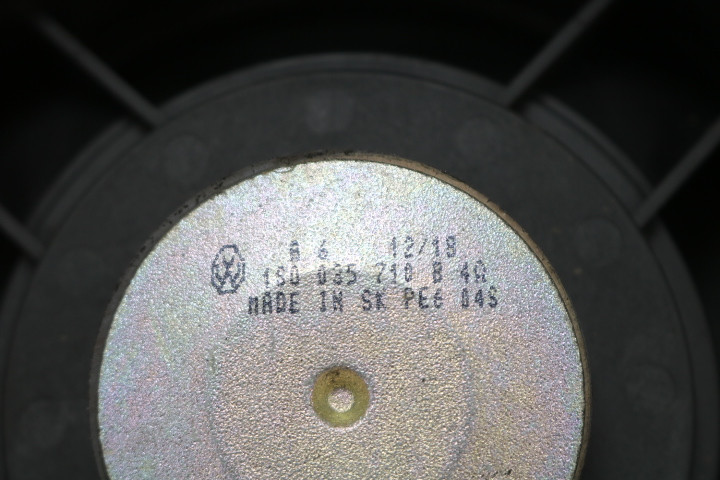 A 6 12/18
1S0 035 710 B 4Ω
MADE IN SK PE6 04S